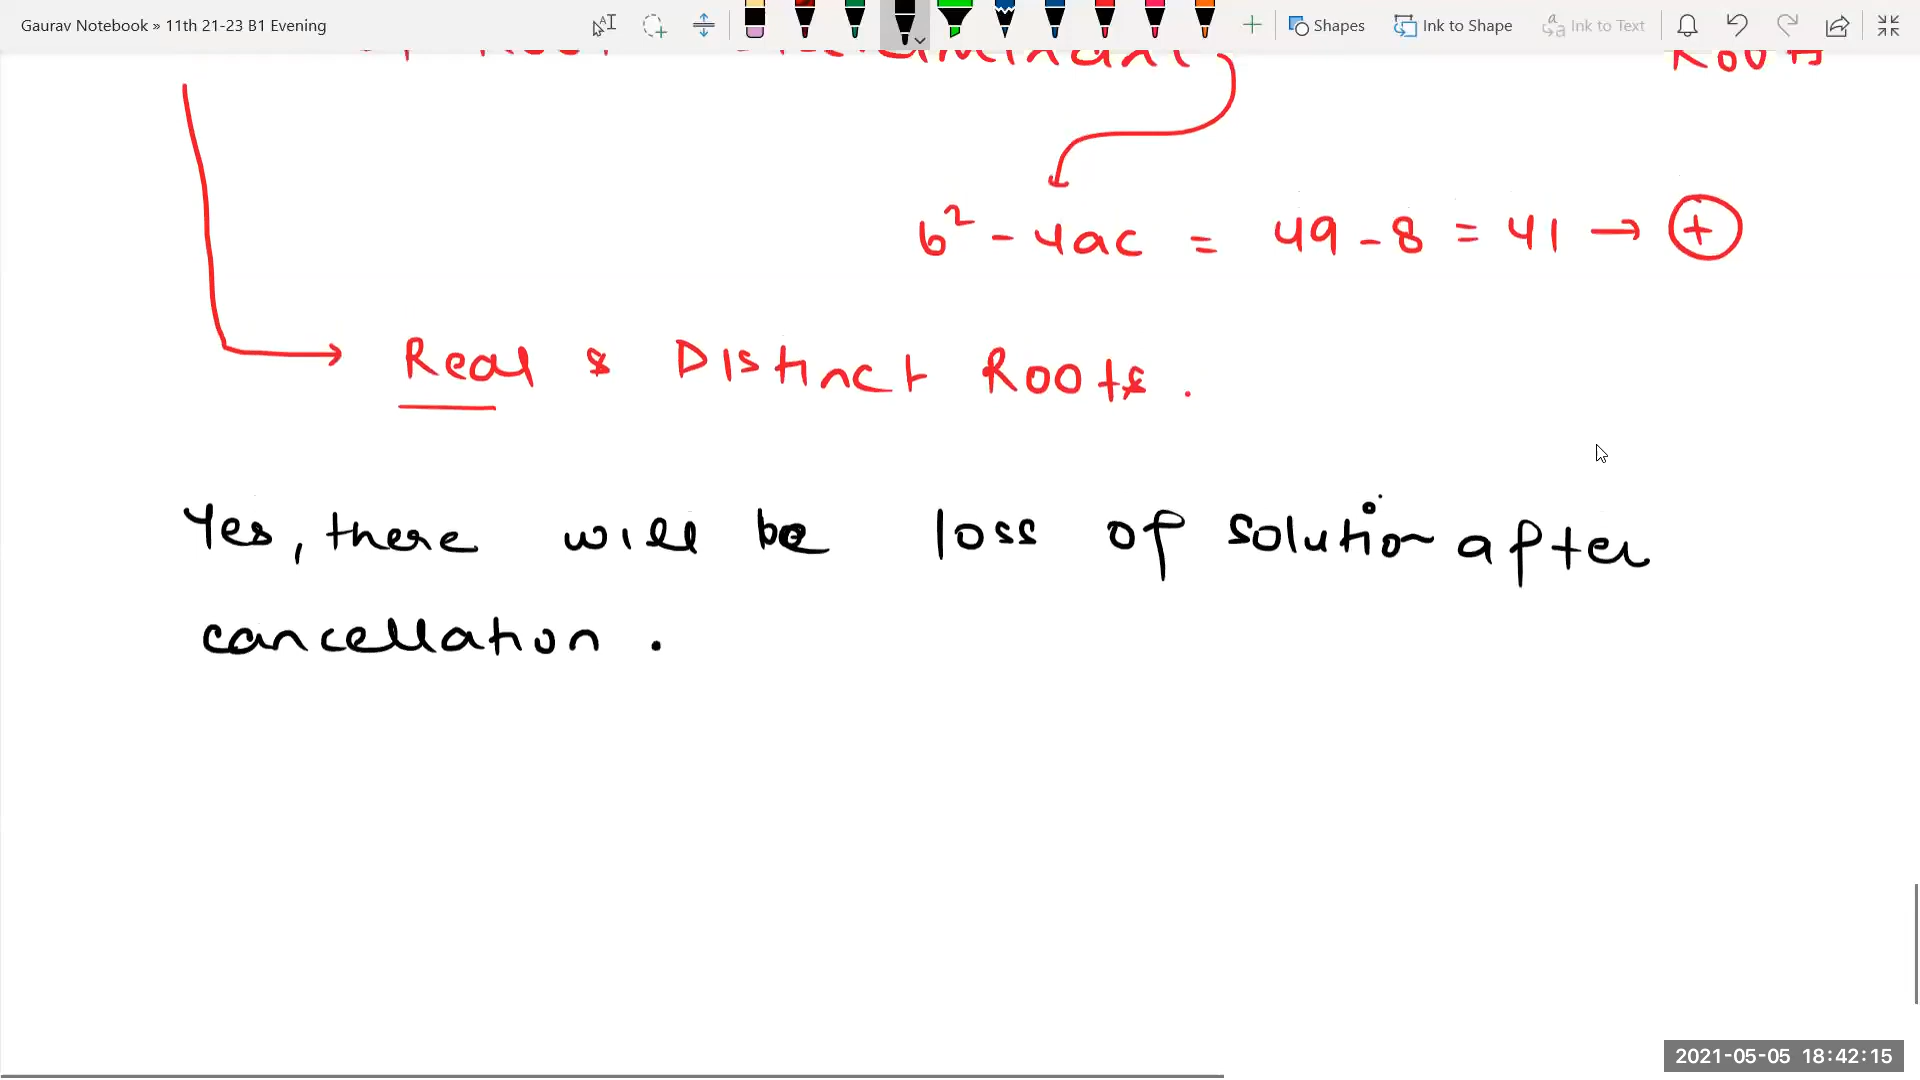 Gaurav Notebook » 11th 21-23 B1 Evening
Shapes
Ink to Shape
Ink to Text
Roots
b² - 4ac = 49 - 8 = 41 → +
Real & Distinct Roots.
Yes, there will be loss of solution after
cancellation.
2021-05-05 18:42:15